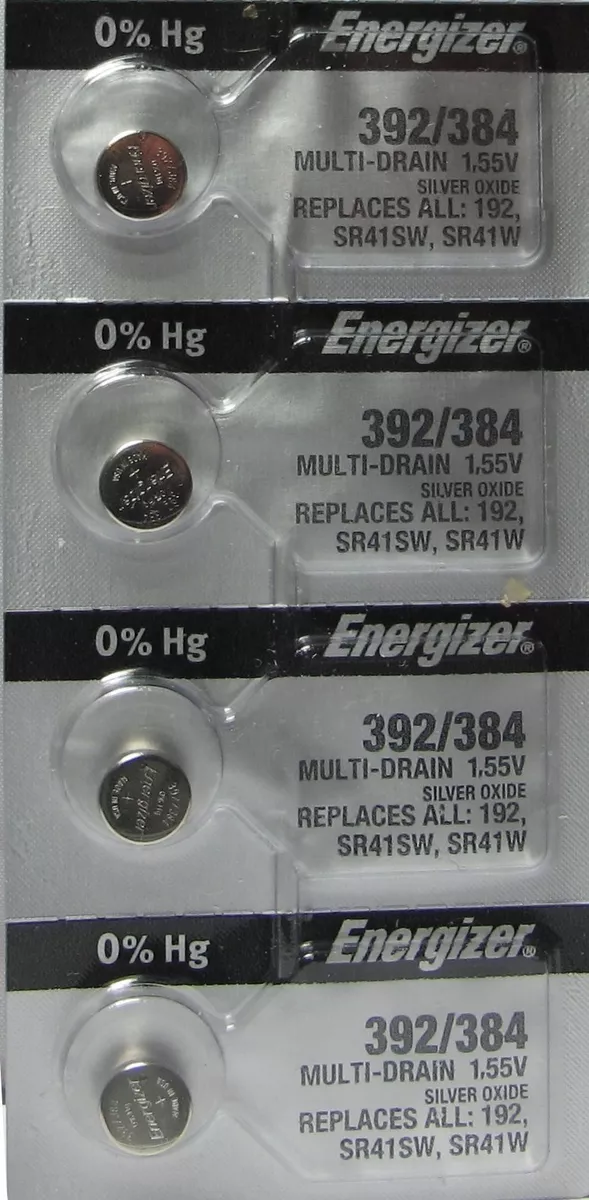 0% Hg Energizer®
392/384
MULTI-DRAIN 1.55V
SILVER OXIDE
REPLACES ALL: 192,
SR41SW, SR41W
0% Hg Energizer®
392/384
MULTI-DRAIN 1.55V
SILVER OXIDE
REPLACES ALL: 192,
SR41SW, SR41W
0% Hg Energizer®
392/384
MULTI-DRAIN 1.55V
SILVER OXIDE
REPLACES ALL: 192,
SR41SW, SR41W
Energizer
0% Hg Energizer®
392/384
MULTI-DRAIN 1.55V
SILVER OXIDE
REPLACES ALL: 192,
SR41SW, SR41W
Energizer